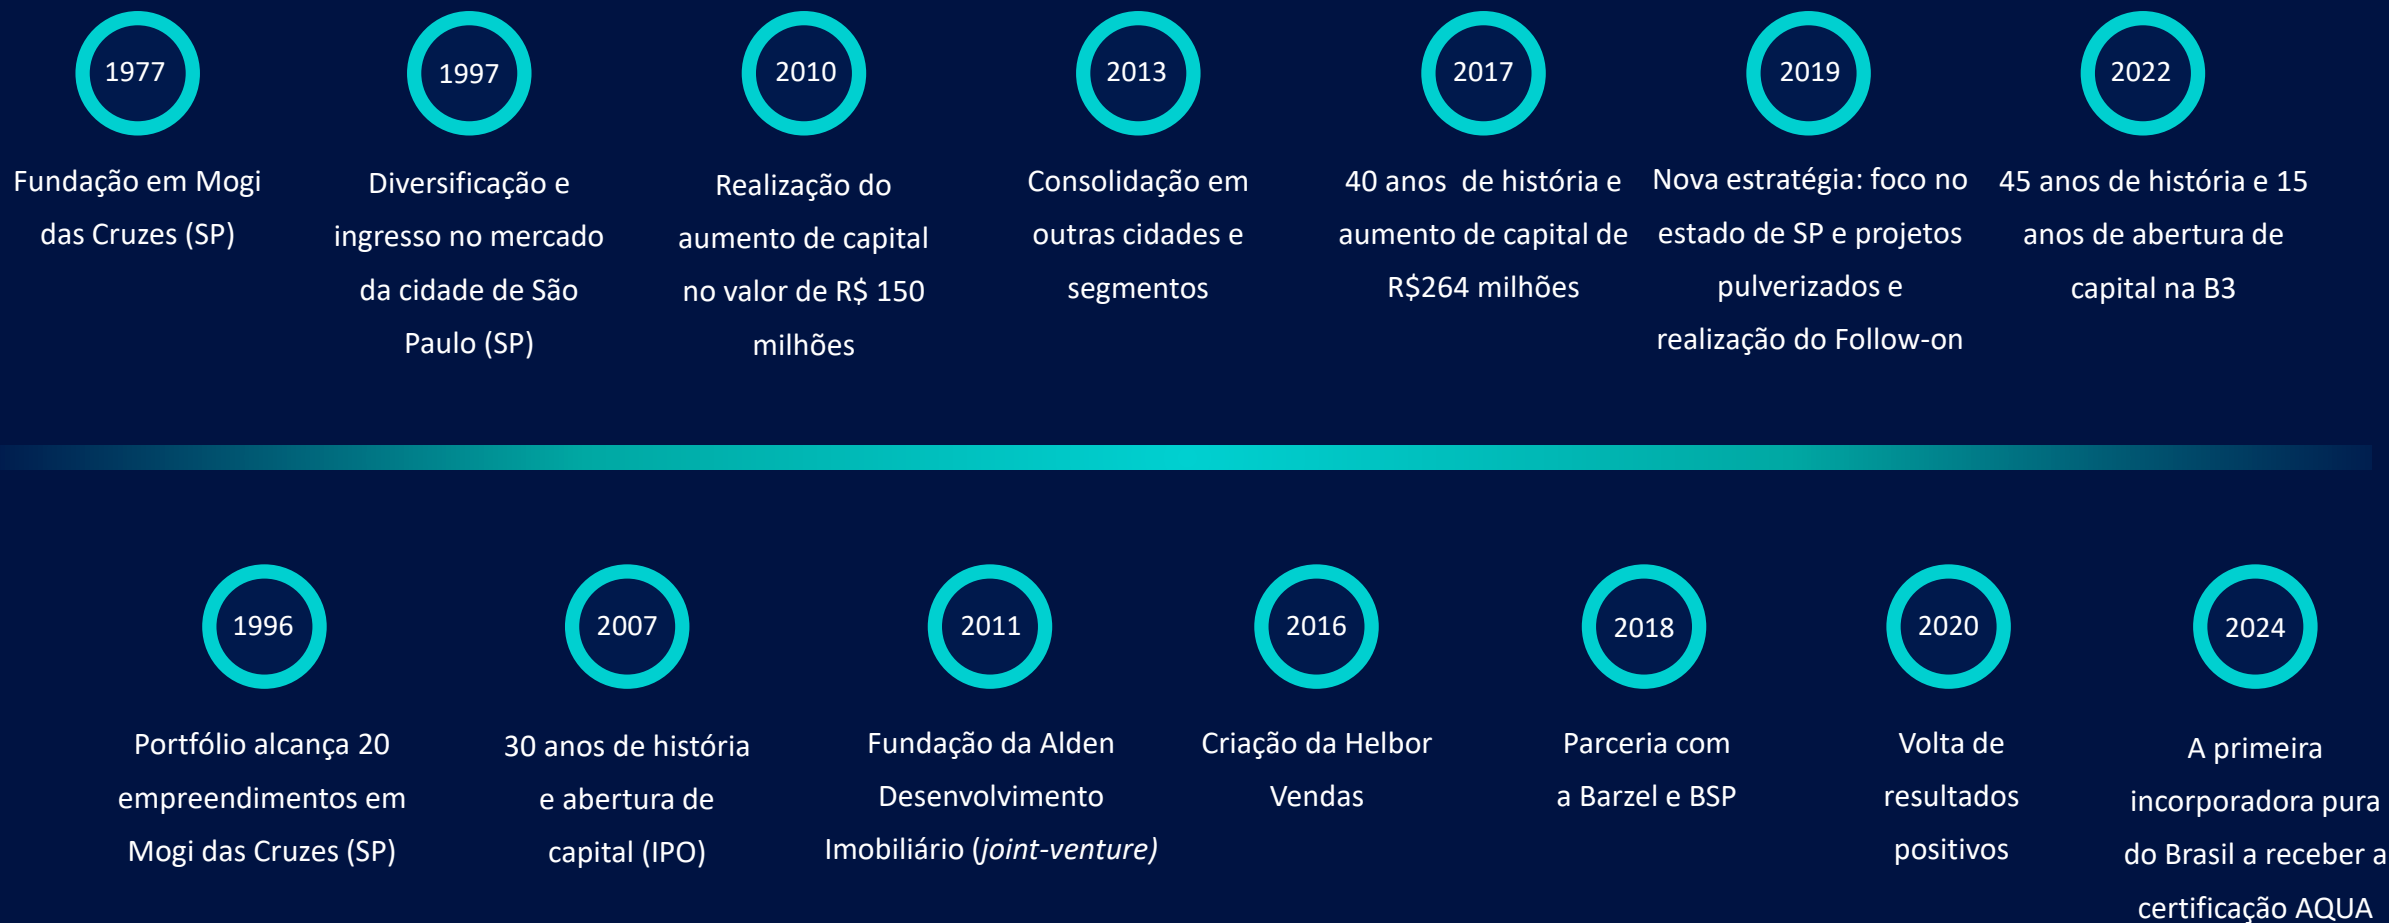 1977
Fundação em Mogi
das Cruzes (SP)
1997
Diversificação e
ingresso no mercado
da cidade de São
Paulo (SP)
2010
Realização do
aumento de capital
no valor de R$ 150
milhões
2013
Consolidação em
outras cidades e
segmentos
2017
40 anos  de história e
aumento de capital de
R$264 milhões
2019
Nova estratégia: foco no
estado de SP e projetos
pulverizados e
realização do Follow-on
2022
45 anos de história e 15
anos de abertura de
capital na B3
1996
Portfólio alcança 20
empreendimentos em
Mogi das Cruzes (SP)
2007
30 anos de história
e abertura de
capital (IPO)
2011
Fundação da Alden
Desenvolvimento
Imobiliário (joint-venture)
2016
Criação da Helbor
Vendas
2018
Parceria com
a Barzel e BSP
2020
Volta de
resultados
positivos
2024
A primeira
incorporadora pura
do Brasil a receber a
certificação AQUA